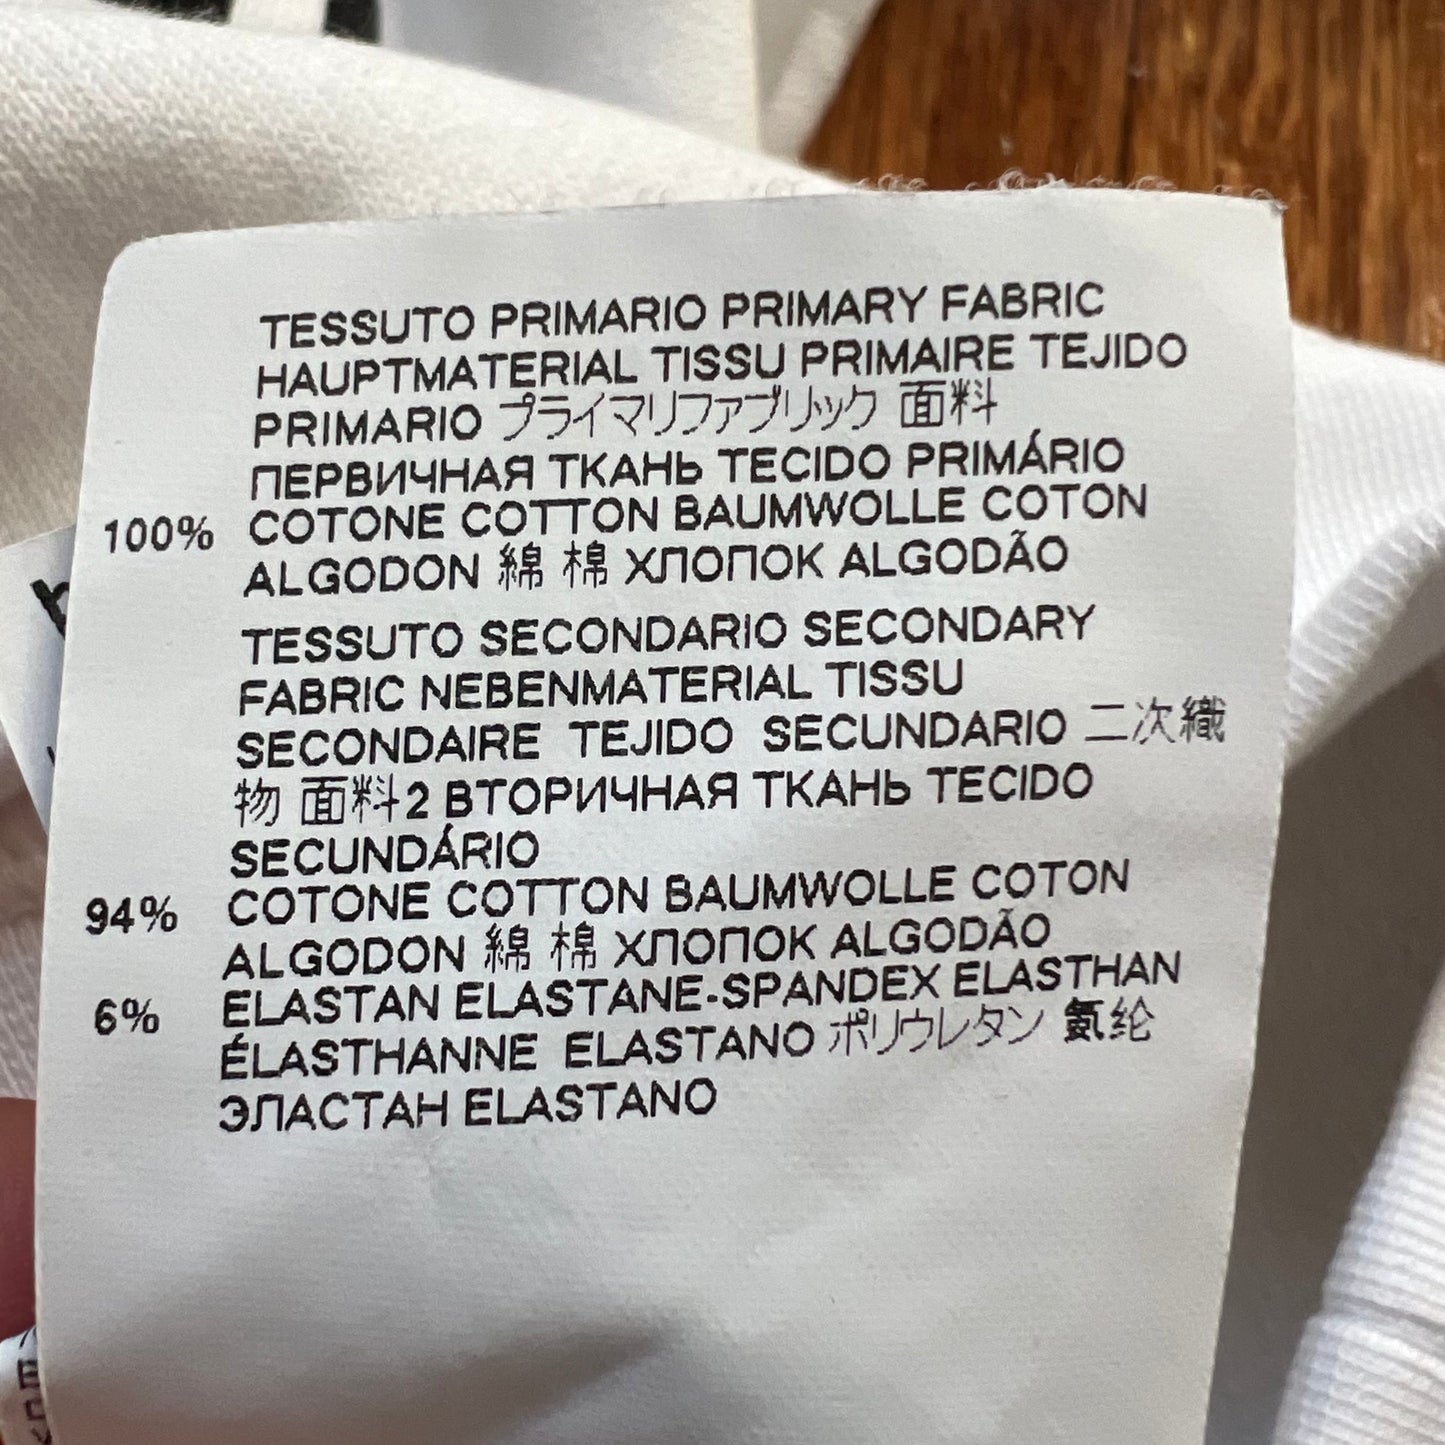 TESSUTO PRIMARIO PRIMARY FABRIC
HAUPTMATERIAL TISSU PRIMAIRE TEJIDO
PRIMARIO プライマリファブリック 面料
ПЕРВИЧНАЯ ТКАНЬ TECIDO PRIMÁRIO
100% COTONE COTTON BAUMWOLLE COTON
ALGODON 綿 棉 ХЛОПОК ALGODÃO
TESSUTO SECONDARIO SECONDARY
FABRIC NEBENMATERIAL TISSU
SECONDAIRE TEJIDO SECUNDARIO 二次織
物 面料2 ВТОРИЧНАЯ ТКАНЬ TECIDO
SECUNDÁRIO
94% COTONE COTTON BAUMWOLLE COTON
ALGODON 綿 棉 ХЛОПОК ALGODÃO
6% ELASTAN ELASTANE-SPANDEX ELASTHAN
ÉLASTHANNE ELASTANO ポリウレタン 氨纶
ЭЛАСТАН ELASTANO